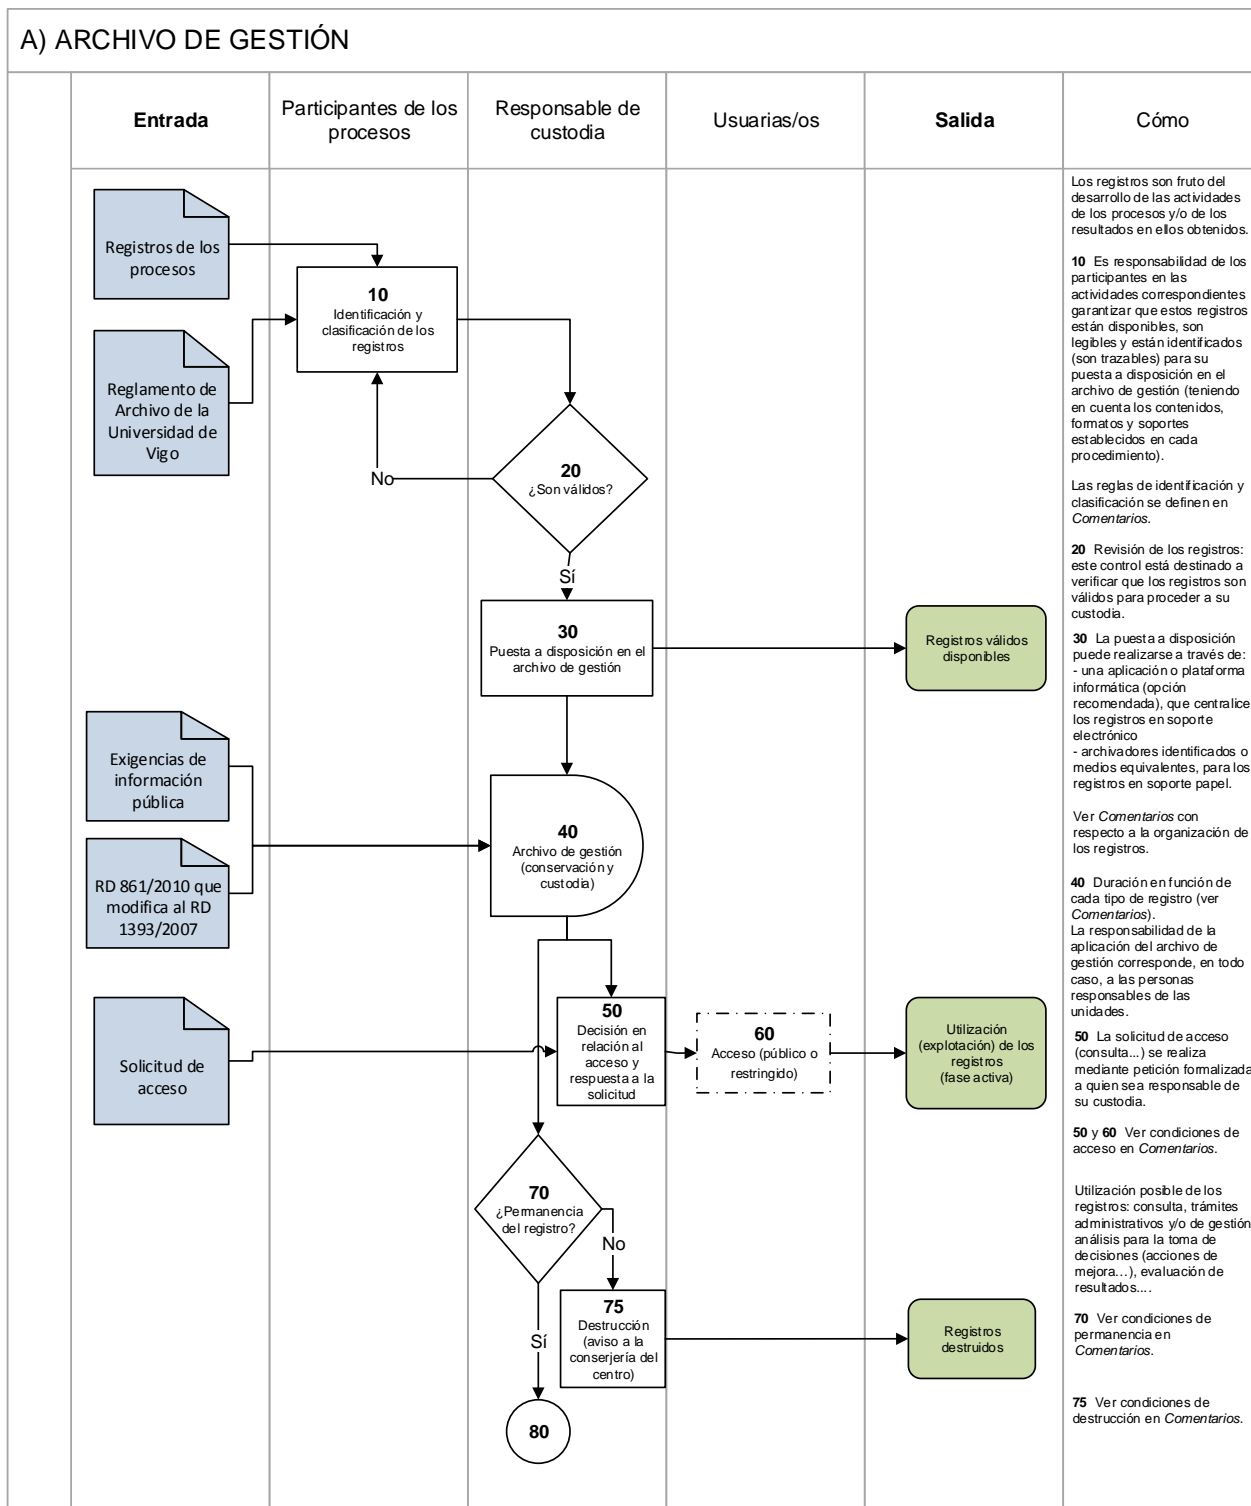 A) ARCHIVO DE GESTIÓN
Entrada
Participantes de los
procesos
Responsable de
custodia
Usuarias/os
Salida
Cómo
Registros de los
procesos
Reglamento de
Archivo de la
Universidad de
Vigo
10
Identificación y
clasificación de los
registros
20
¿Son válidos?
No
Sí
30
Puesta a disposición en el
archivo de gestión
Registros válidos
disponibles
Exigencias de
información
pública
RD 861/2010 que
modifica al RD
1393/2007
40
Archivo de gestión
(conservación y
custodia)
Solicitud de
acceso
50
Decisión en
relación al
acceso y
respuesta a la
solicitud
60
Acceso (público o
restringido)
Utilización
(explotación) de los
registros
(fase activa)
70
¿Permanencia
del registro?
No
Sí
75
Destrucción
(aviso a la
conserjería del
centro)
Registros
destruidos
80
Los registros son fruto del
desarrollo de las actividades
de los procesos y/o de los
resultados en ellos obtenidos.
10 Es responsabilidad de los
participantes en las
actividades correspondientes
garantizar que estos registros
están disponibles, son
legibles y están identificados
(son trazables) para su
puesta a disposición en el
archivo de gestión (teniendo
en cuenta los contenidos,
formatos y soportes
establecidos en cada
procedimiento).
Las reglas de identificación y
clasificación se definen en
Comentarios.
20 Revisión de los registros:
este control está destinado a
verificar que los registros son
válidos para proceder a su
custodia.
30 La puesta a disposición
puede realizarse a través de:
- una aplicación o plataforma
informática (opción
recomendada), que centralice
los registros en soporte
electrónico
- archivadores identificados o
medios equivalentes, para los
registros en soporte papel.
Ver Comentarios con
respecto a la organización de
los registros.
40 Duración en función de
cada tipo de registro (ver
Comentarios).
La responsabilidad de la
aplicación del archivo de
gestión corresponde, en todo
caso, a las personas
responsables de las
unidades.
50 La solicitud de acceso
(consulta...) se realiza
mediante petición formalizada
a quien sea responsable de
su custodia.
50 y 60 Ver condiciones de
acceso en Comentarios.
Utilización posible de los
registros: consulta, trámites
administrativos y/o de gestión
análisis para la toma de
decisiones (acciones de
mejora...), evaluación de
resultados....
70 Ver condiciones de
permanencia en
Comentarios.
75 Ver condiciones de
destrucción en Comentarios.